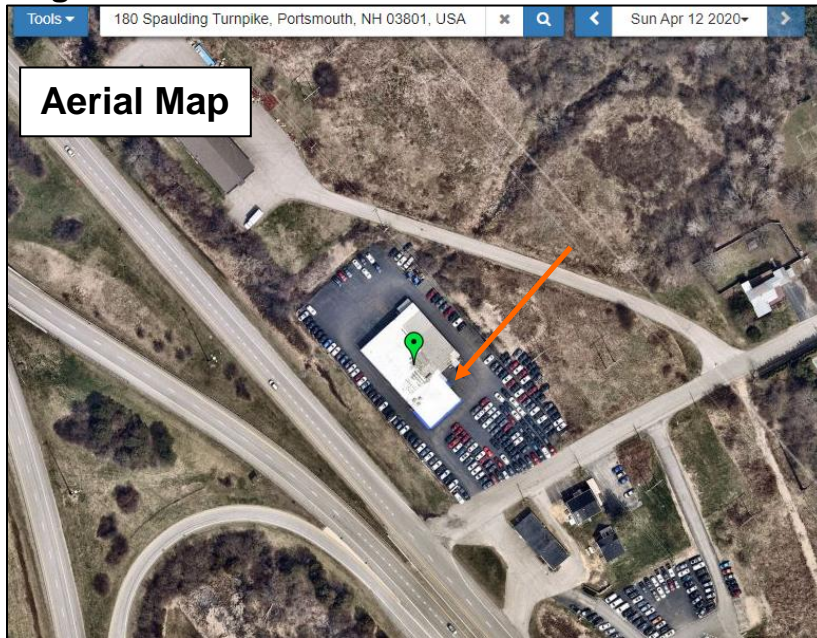 Tools
180 Spaulding Turnpike, Portsmouth, NH 03801, USA
Sun Apr 12 2020
Aerial Map